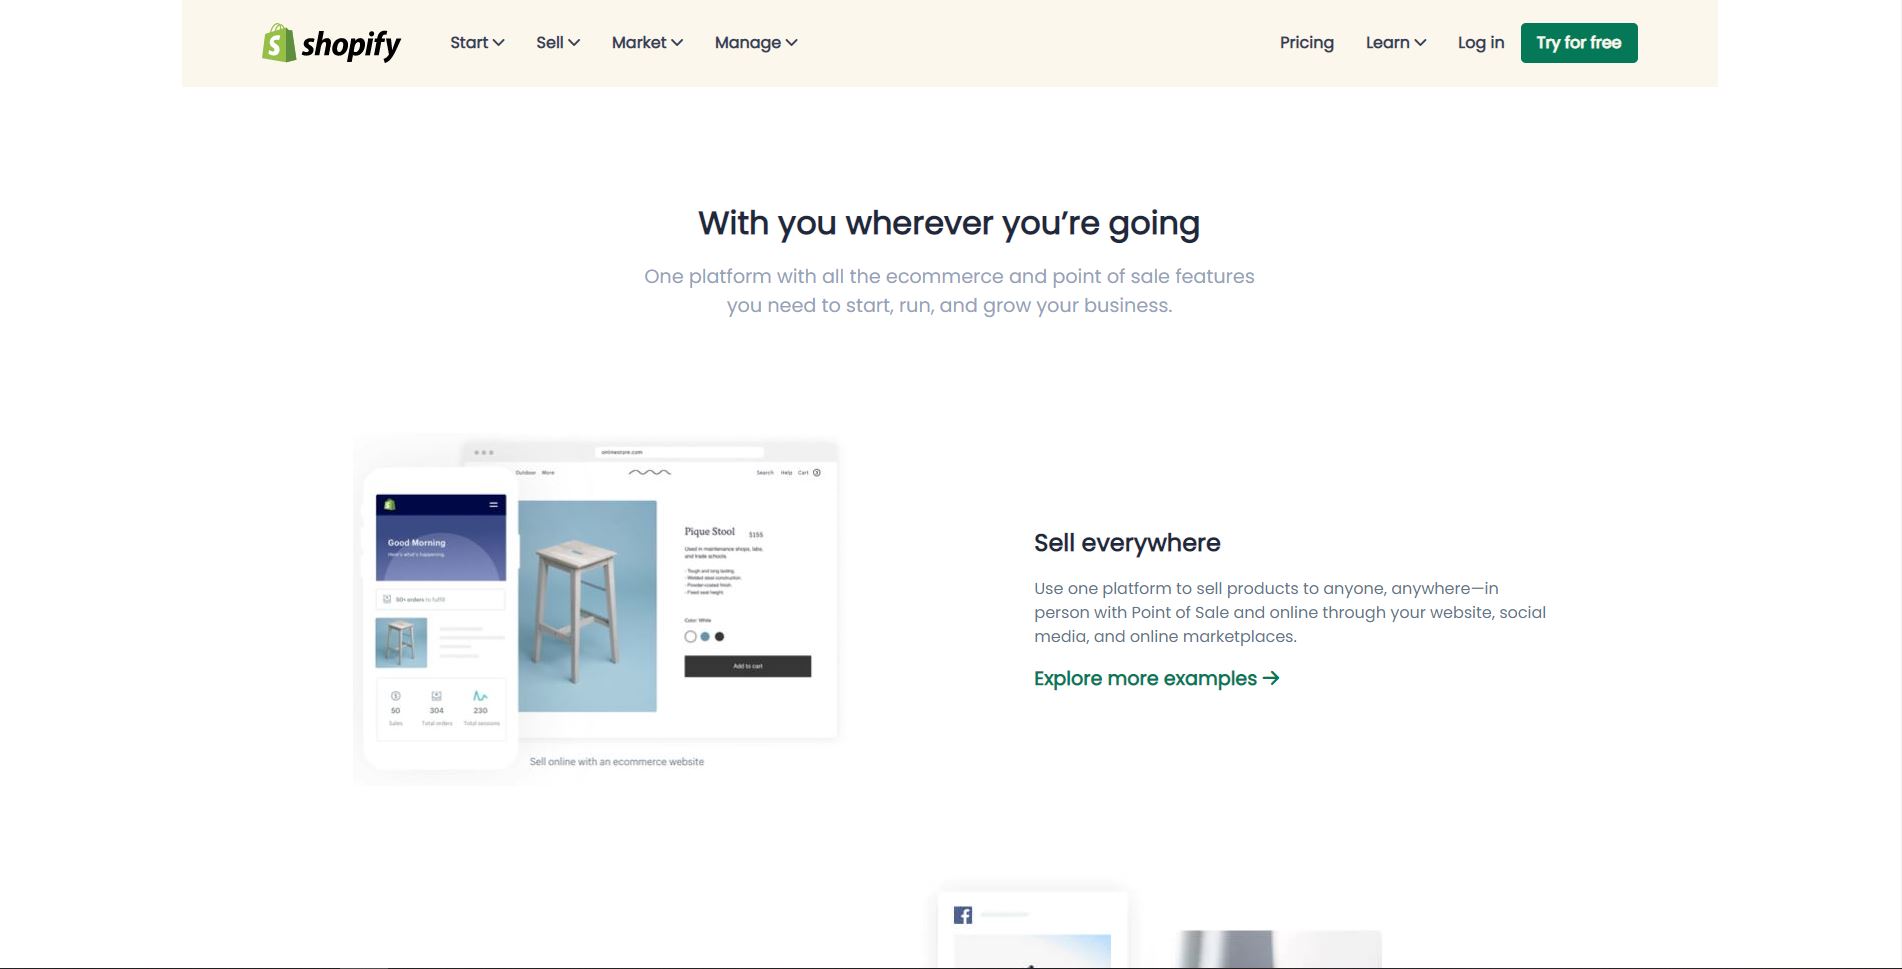 shopify Start Sell Market Manage Pricing Learn Log in Try for free
With you wherever you're going
One platform with all the ecommerce and point of sale features
you need to start, run, and grow your business.
onlinestore.com
Outdoor More Search Help Cart
Good Morning
Here's what's happening.
50+ orders to fulfill
$0 304 230
Sales Total orders Total sessions
Pique Stool $155
Used in maintenance shops, labs,
and trade schools.
· Tough and long lasting.
· Welded steel construction.
· Powder-coated finish.
· Fixed seat height.
Color: White
Add to cart
Sell online with an ecommerce website
Sell everywhere
Use one platform to sell products to anyone, anywhere—in
person with Point of Sale and online through your website, social
media, and online marketplaces.
Explore more examples →